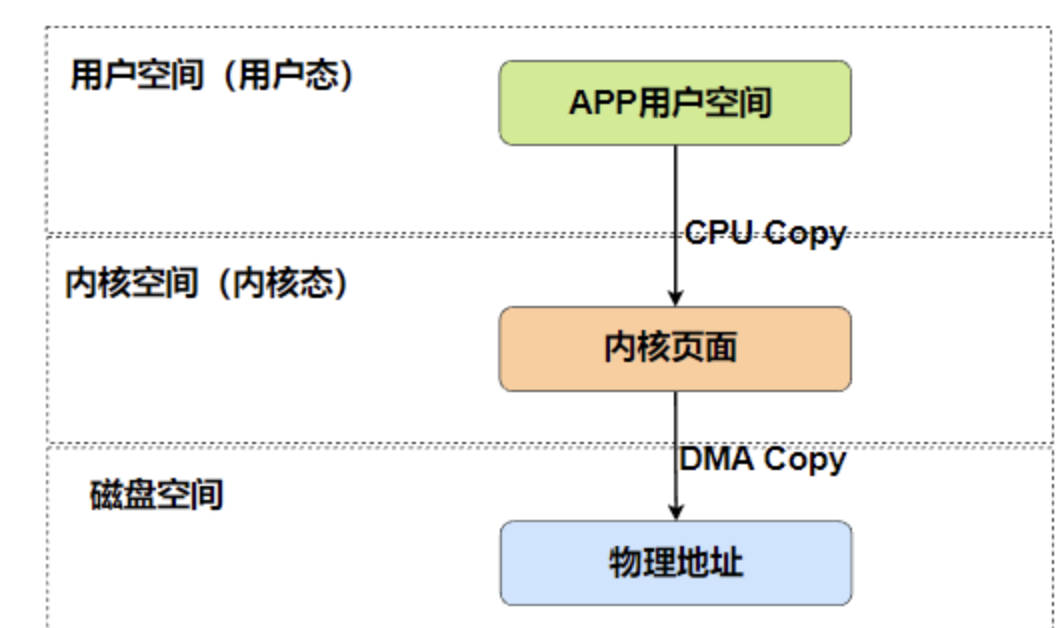 用户空间（用户态）
APP用户空间
CPU Copy
内核空间（内核态）
内核页面
DMA Copy
磁盘空间
物理地址